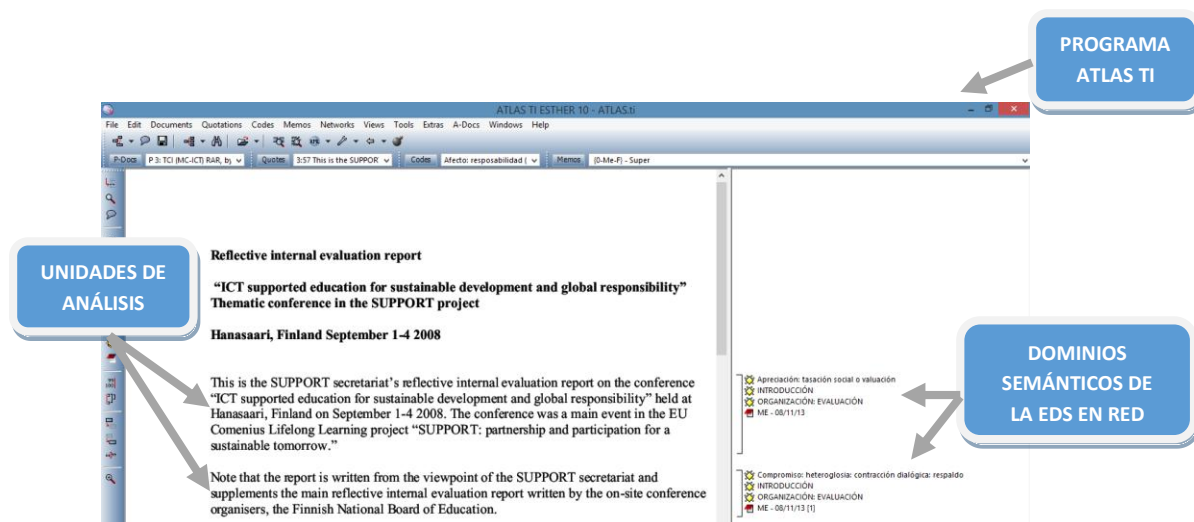 PROGRAMA
ATLAS TI
ATLAS TI ESTHER 10 - ATLAS.ti
File Edit Documents Quotations Codes Memos Networks Views Tools Extras A-Docs Windows Help
P-Docs P 3: TCI (MC-ICT) RAR, by Quotes 3:57 This is the SUPPOR Codes Afecto: resposabilidad ( Memos (0-Me-F) - Super
UNIDADES DE
ANÁLISIS
Reflective internal evaluation report
“ICT supported education for sustainable development and global responsibility”
Thematic conference in the SUPPORT project
Hanasaari, Finland September 1-4 2008
This is the SUPPORT secretariat’s reflective internal evaluation report on the conference
“ICT supported education for sustainable development and global responsibility” held at
Hanasaari, Finland on September 1-4 2008. The conference was a main event in the EU
Comenius Lifelong Learning project “SUPPORT: partnership and participation for a
sustainable tomorrow.”
Note that the report is written from the viewpoint of the SUPPORT secretariat and
supplements the main reflective internal evaluation report written by the on-site conference
organisers, the Finnish National Board of Education.
DOMINIOS
SEMÁNTICOS DE
LA EDS EN RED
Apreciación: tasación social o valuación
INTRODUCCIÓN
ORGANIZACIÓN: EVALUACIÓN
ME - 08/11/13
Compromiso: heteroglosia: contracción dialógica: respaldo
INTRODUCCIÓN
ORGANIZACIÓN: EVALUACIÓN
ME - 08/11/13 [1]